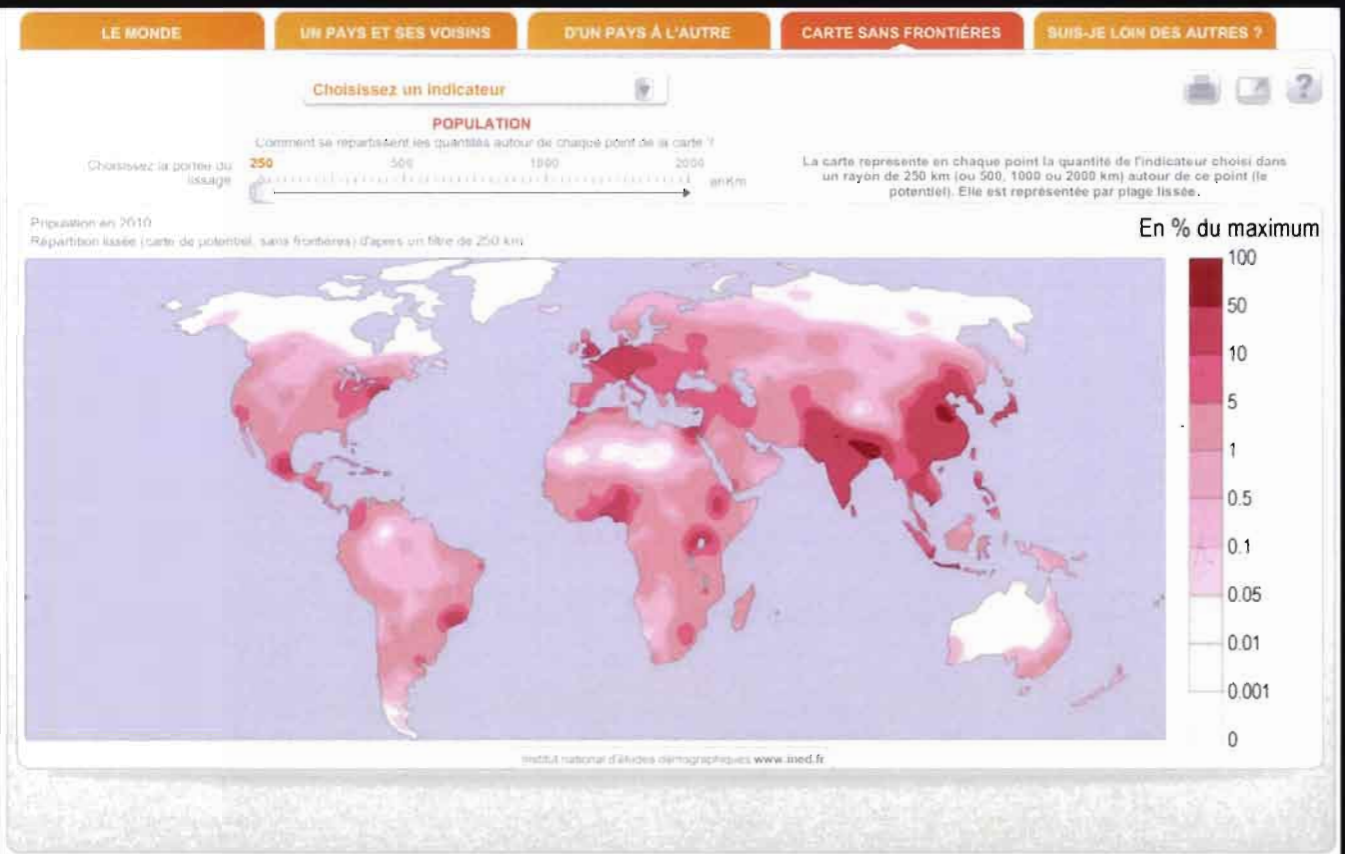 LE MONDE
UN PAYS ET SES VOISINS
D'UN PAYS À L'AUTRE
CARTE SANS FRONTIÈRES
SUIS-JE LOIN DES AUTRES ?
Choisissez un indicateur
?
POPULATION
Comment se repartissent les quantités autour de chaque point de la carte ?
Choisissez la portée du
lissage
250 500 1000 2000
en Km
La carte represente en chaque point la quantité de l'indicateur choisi dans
un rayon de 250 km (ou 500, 1000 ou 2000 km) autour de ce point (le
potentiel). Elle est représentée par plage lissée.
Population en 2010
Répartition lissée (carte de potentiel, sans frontières) d'après un filtre de 250 km
En % du maximum
100
50
10
5
1
0.5
0.1
0.05
0.01
0.001
0
Institut national d'études démographiques www.ined.fr